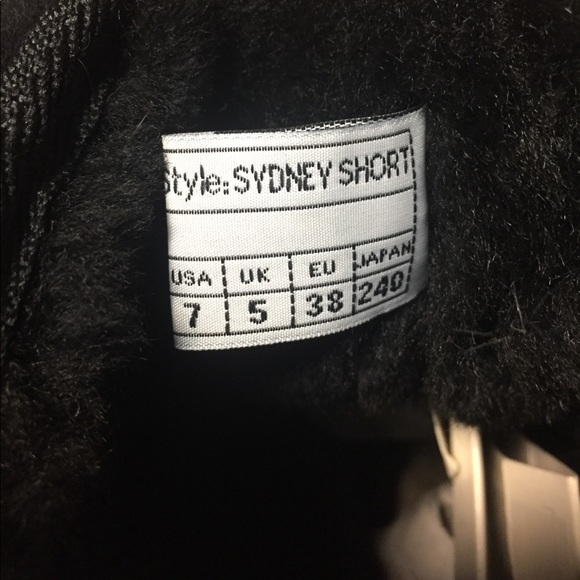 Style: SYDNEY SHORT
USA UK EU JAPAN
7 5 38 240